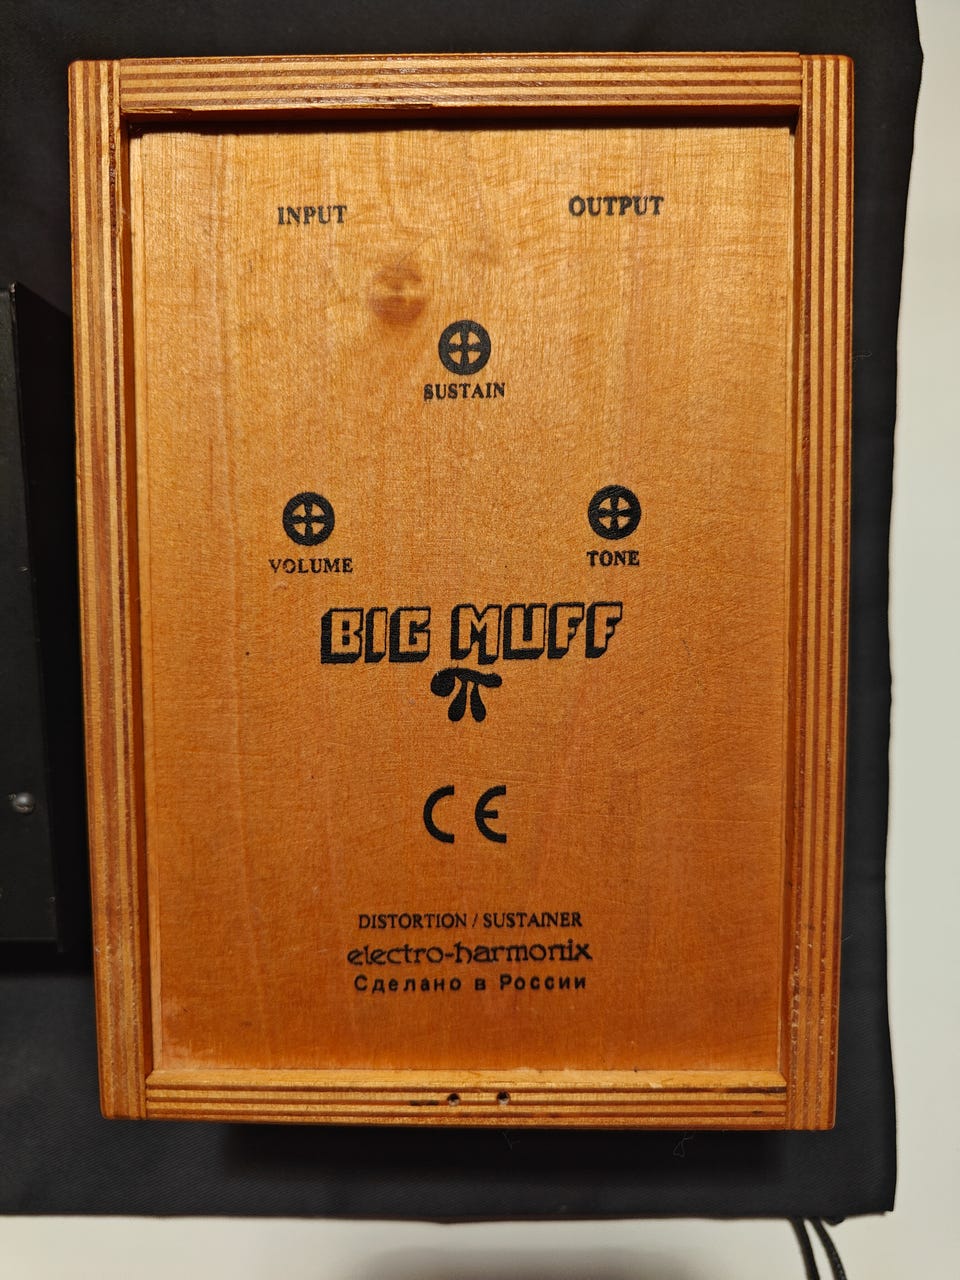 INPUT OUTPUT
SUSTAIN
VOLUME TONE
BIG MUFF
π
CE
DISTORTION / SUSTAINER
electro-harmonix
Сделано в России